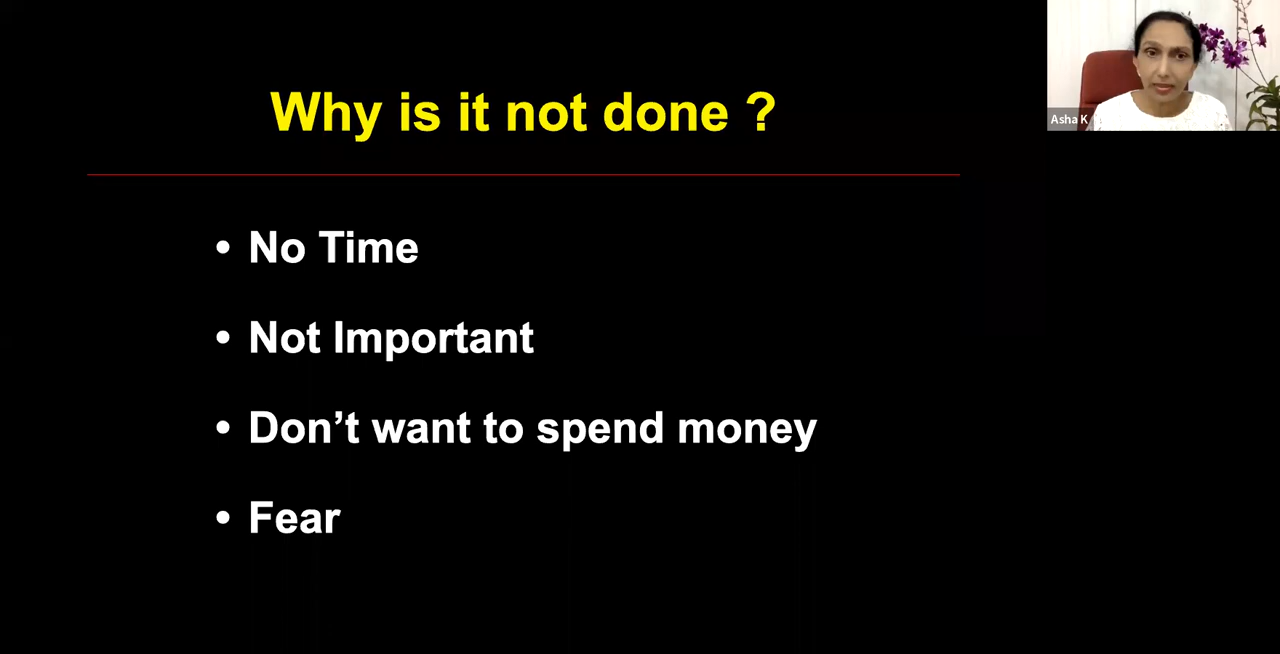 Why is it not done ?
• No Time
• Not Important
• Don’t want to spend money
• Fear
Asha K